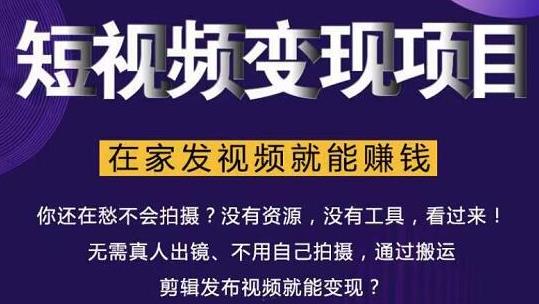 短视频变现项目
在家发视频就能赚钱
你还在愁不会拍摄？没有资源，没有工具，看过来！
无需真人出镜、不用自己拍摄，通过搬运
剪辑发布视频就能变现？